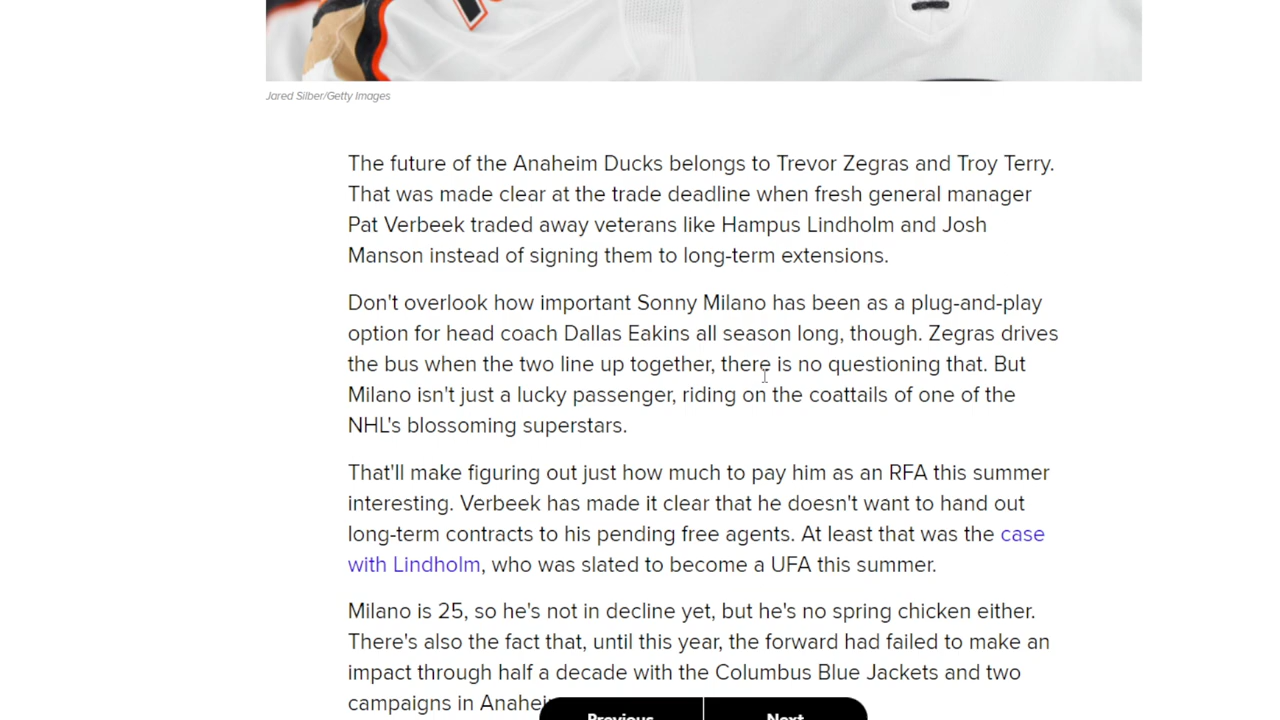 Jared Silber/Getty Images
The future of the Anaheim Ducks belongs to Trevor Zegras and Troy Terry.
That was made clear at the trade deadline when fresh general manager
Pat Verbeek traded away veterans like Hampus Lindholm and Josh
Manson instead of signing them to long-term extensions.
Don't overlook how important Sonny Milano has been as a plug-and-play
option for head coach Dallas Eakins all season long, though. Zegras drives
the bus when the two line up together, there is no questioning that. But
Milano isn't just a lucky passenger, riding on the coattails of one of the
NHL's blossoming superstars.
That'll make figuring out just how much to pay him as an RFA this summer
interesting. Verbeek has made it clear that he doesn't want to hand out
long-term contracts to his pending free agents. At least that was the case
with Lindholm, who was slated to become a UFA this summer.
Milano is 25, so he's not in decline yet, but he's no spring chicken either.
There's also the fact that, until this year, the forward had failed to make an
impact through half a decade with the Columbus Blue Jackets and two
campaigns in
Previous Next